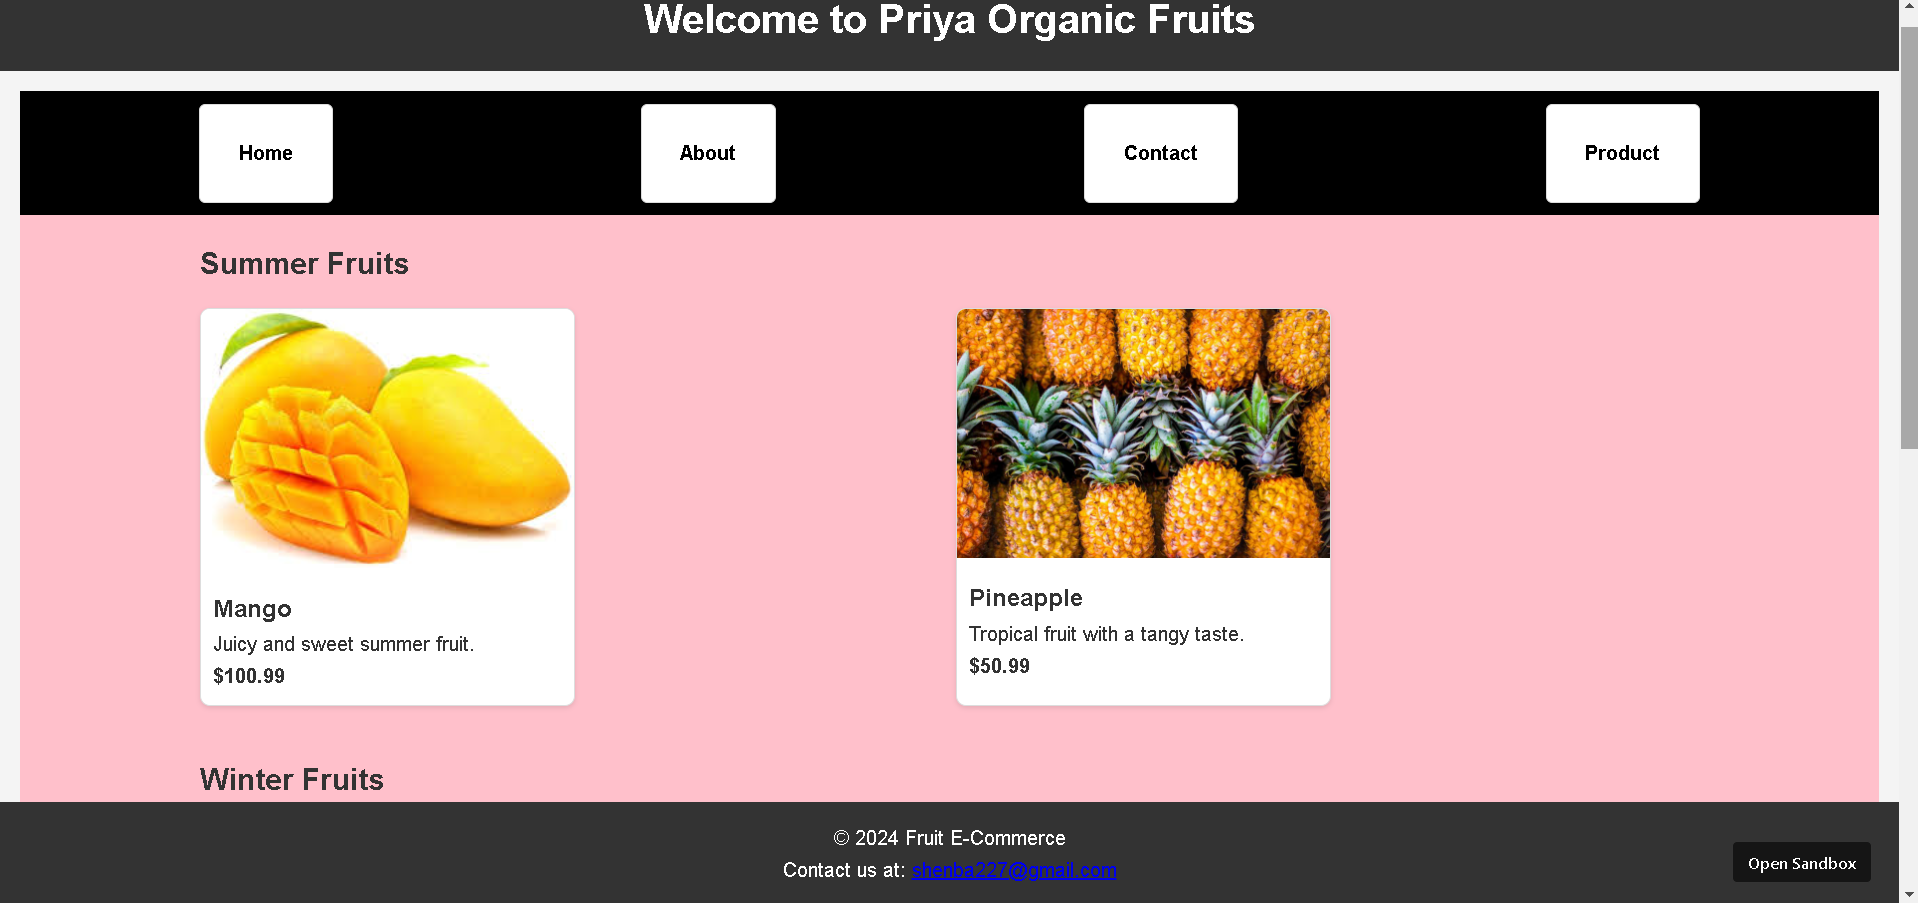 Welcome to Priya Organic Fruits
Home
About
Contact
Product
Summer Fruits
Mango
Juicy and sweet summer fruit.
$100.99
Pineapple
Tropical fruit with a tangy taste.
$50.99
Winter Fruits
© 2024 Fruit E-Commerce
Contact us at: shenba227@gmail.com
Open Sandbox